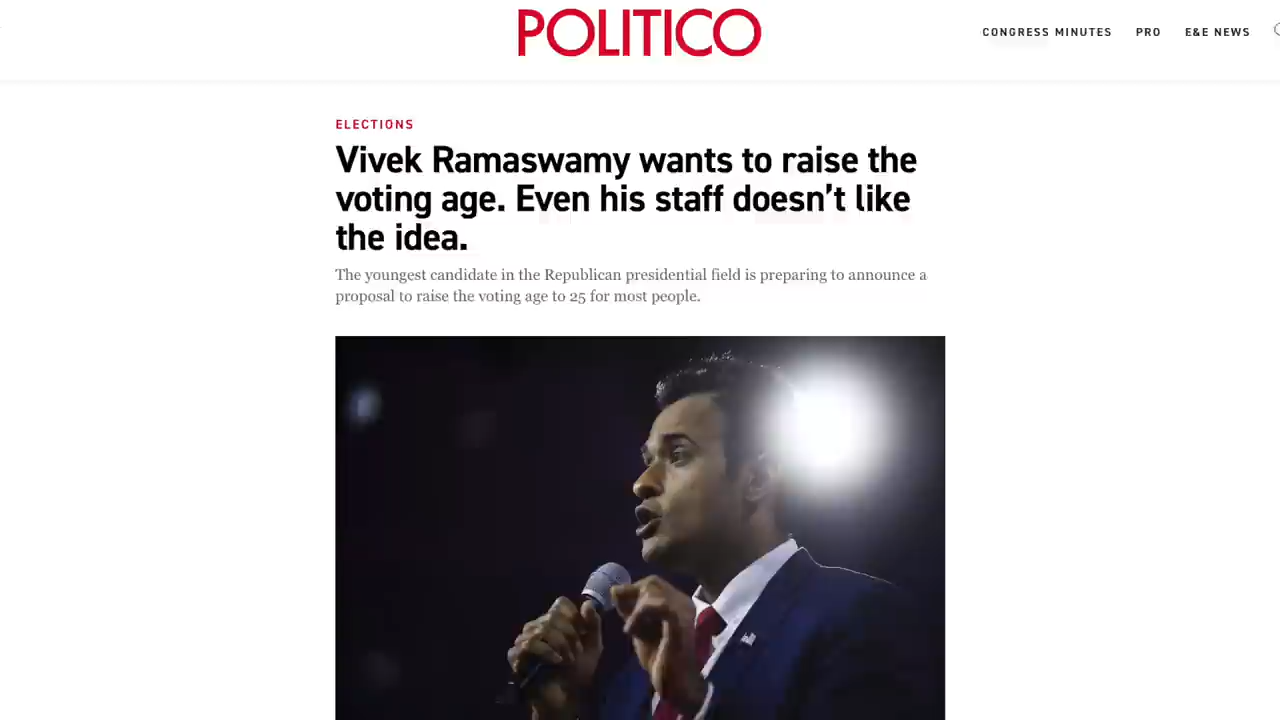 POLITICO
CONGRESS MINUTES PRO E&E NEWS
ELECTIONS
Vivek Ramaswamy wants to raise the
voting age. Even his staff doesn’t like
the idea.
The youngest candidate in the Republican presidential field is preparing to announce a
proposal to raise the voting age to 25 for most people.